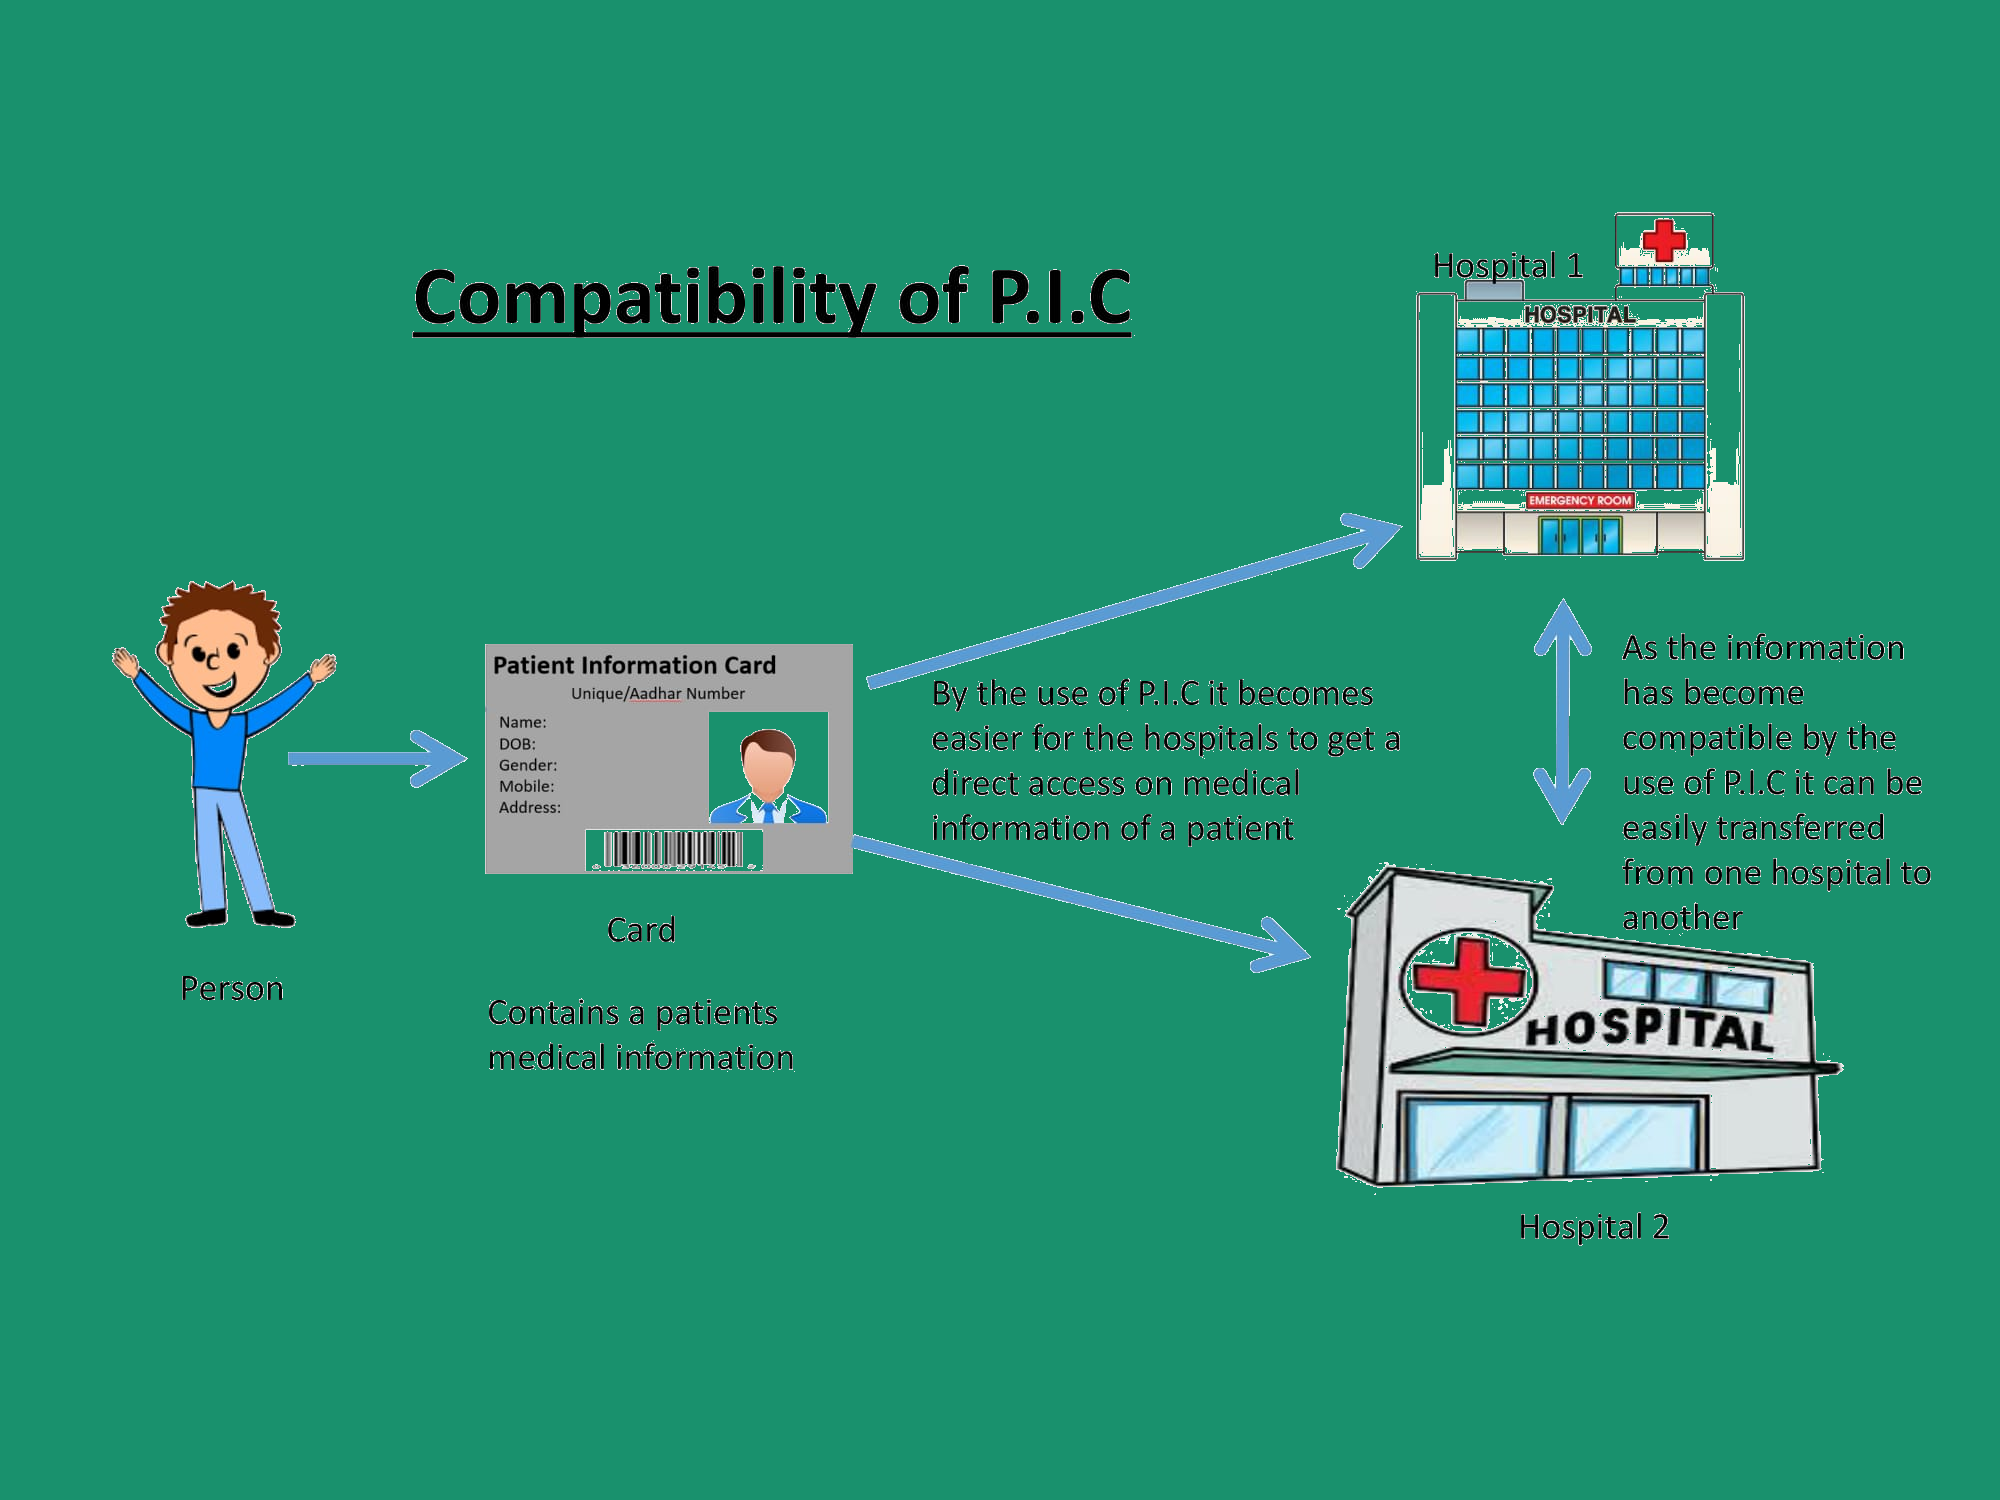 Compatibility of P.I.C
Hospital 1
HOSPITAL
EMERGENCY ROOM
Patient Information Card
Unique/Aadhar Number
Name:
DOB:
Gender:
Mobile:
Address:
Card
Person
Contains a patients
medical information
By the use of P.I.C it becomes
easier for the hospitals to get a
direct access on medical
information of a patient
As the information
has become
compatible by the
use of P.I.C it can be
easily transferred
from one hospital to
another
HOSPITAL
Hospital 2